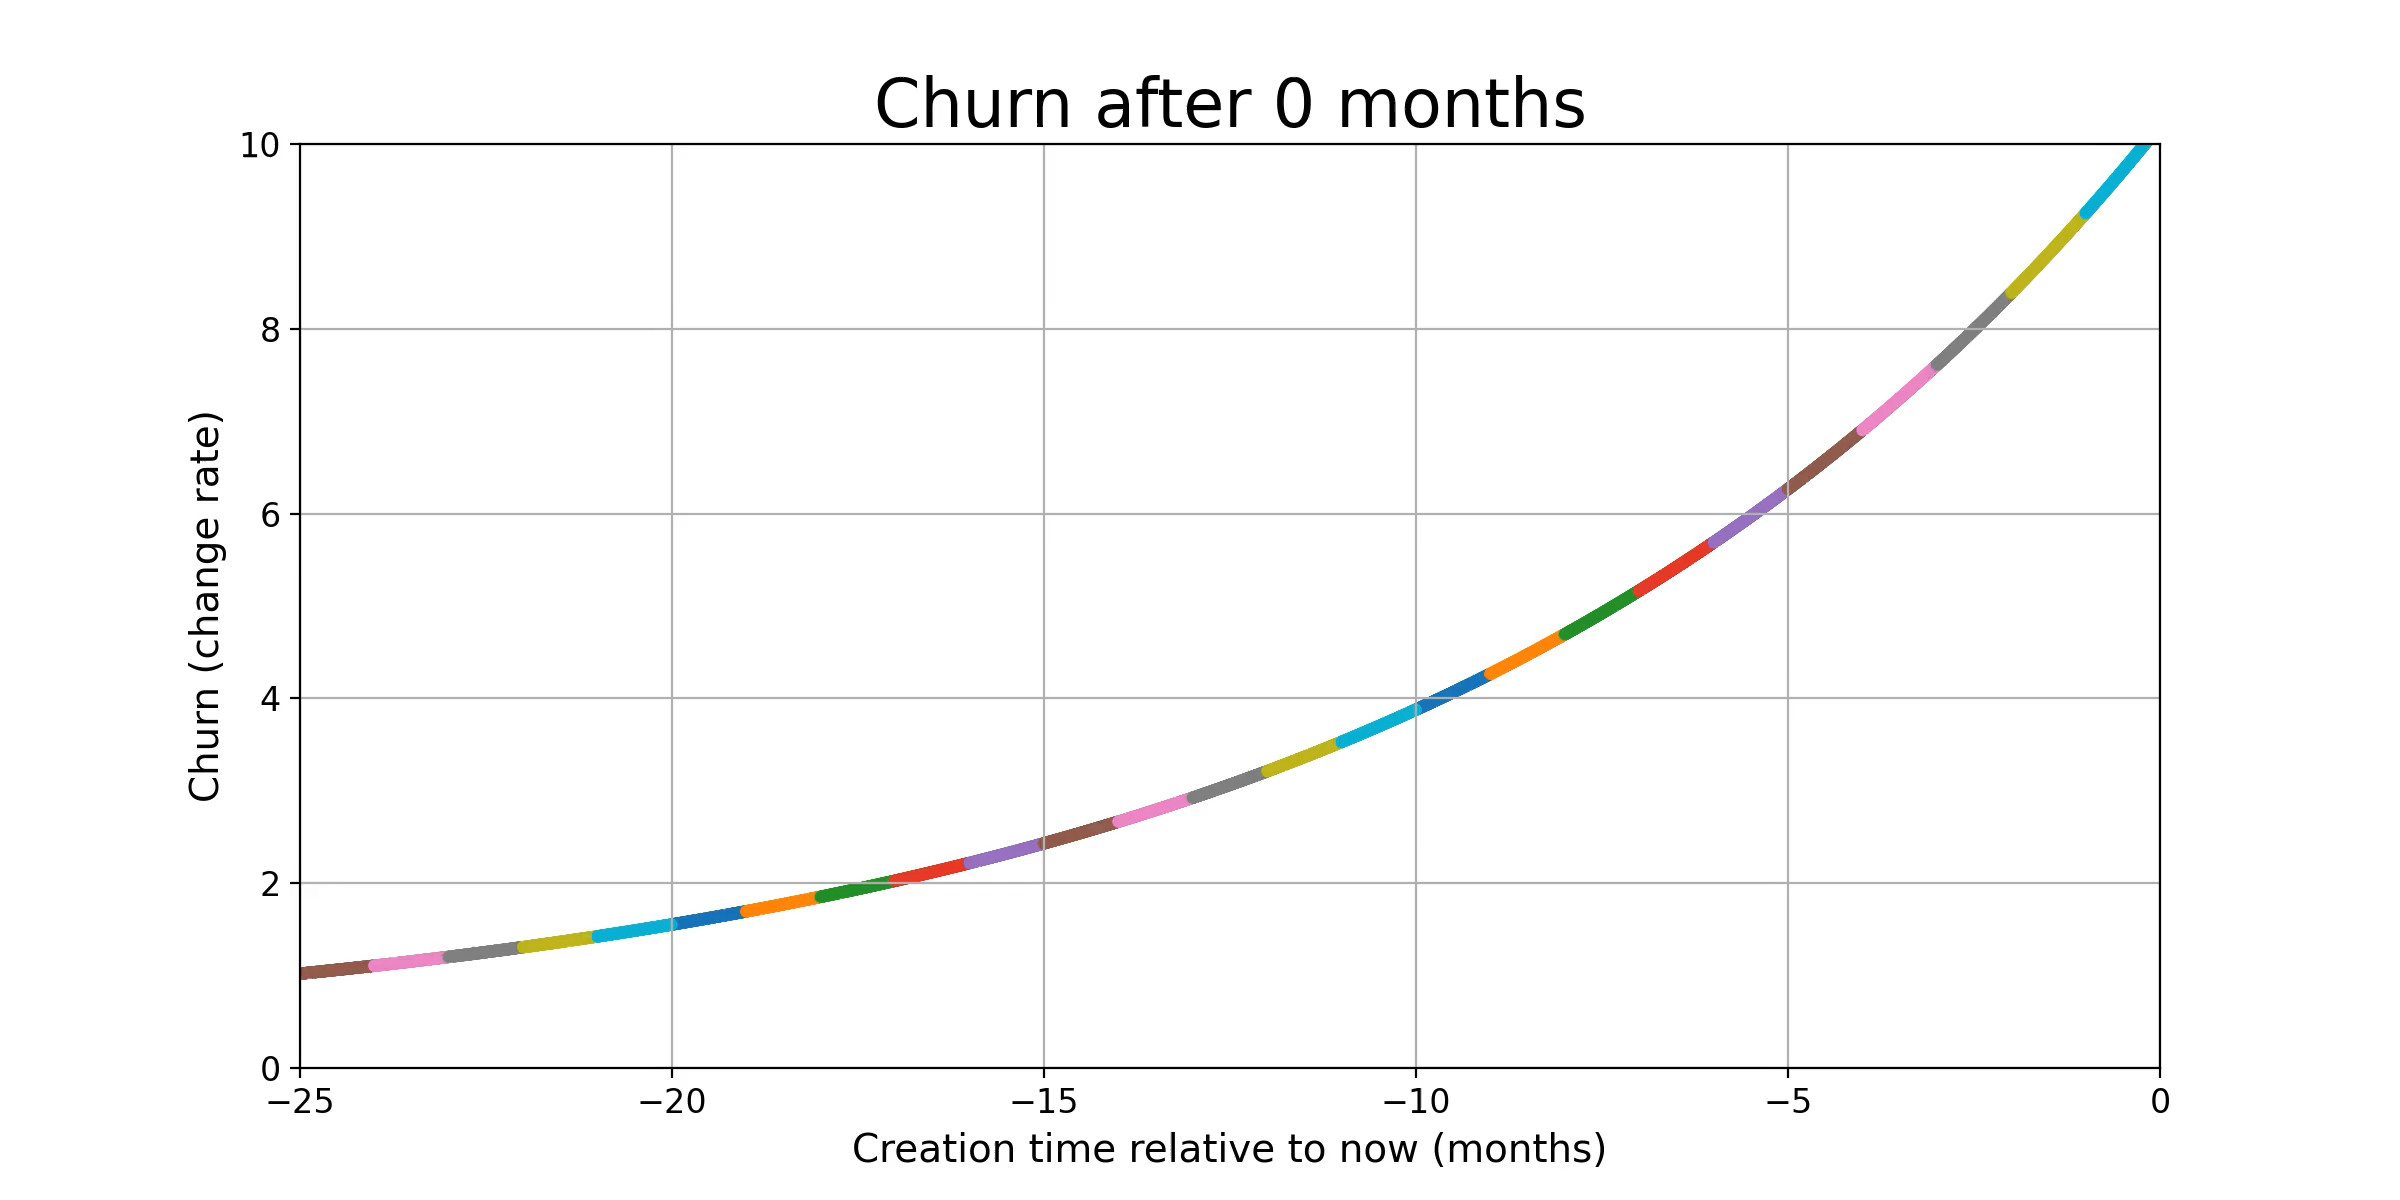 Churn after 0 months
10
8
6
4
2
0
Churn (change rate)
−25 −20 −15 −10 −5 0
Creation time relative to now (months)